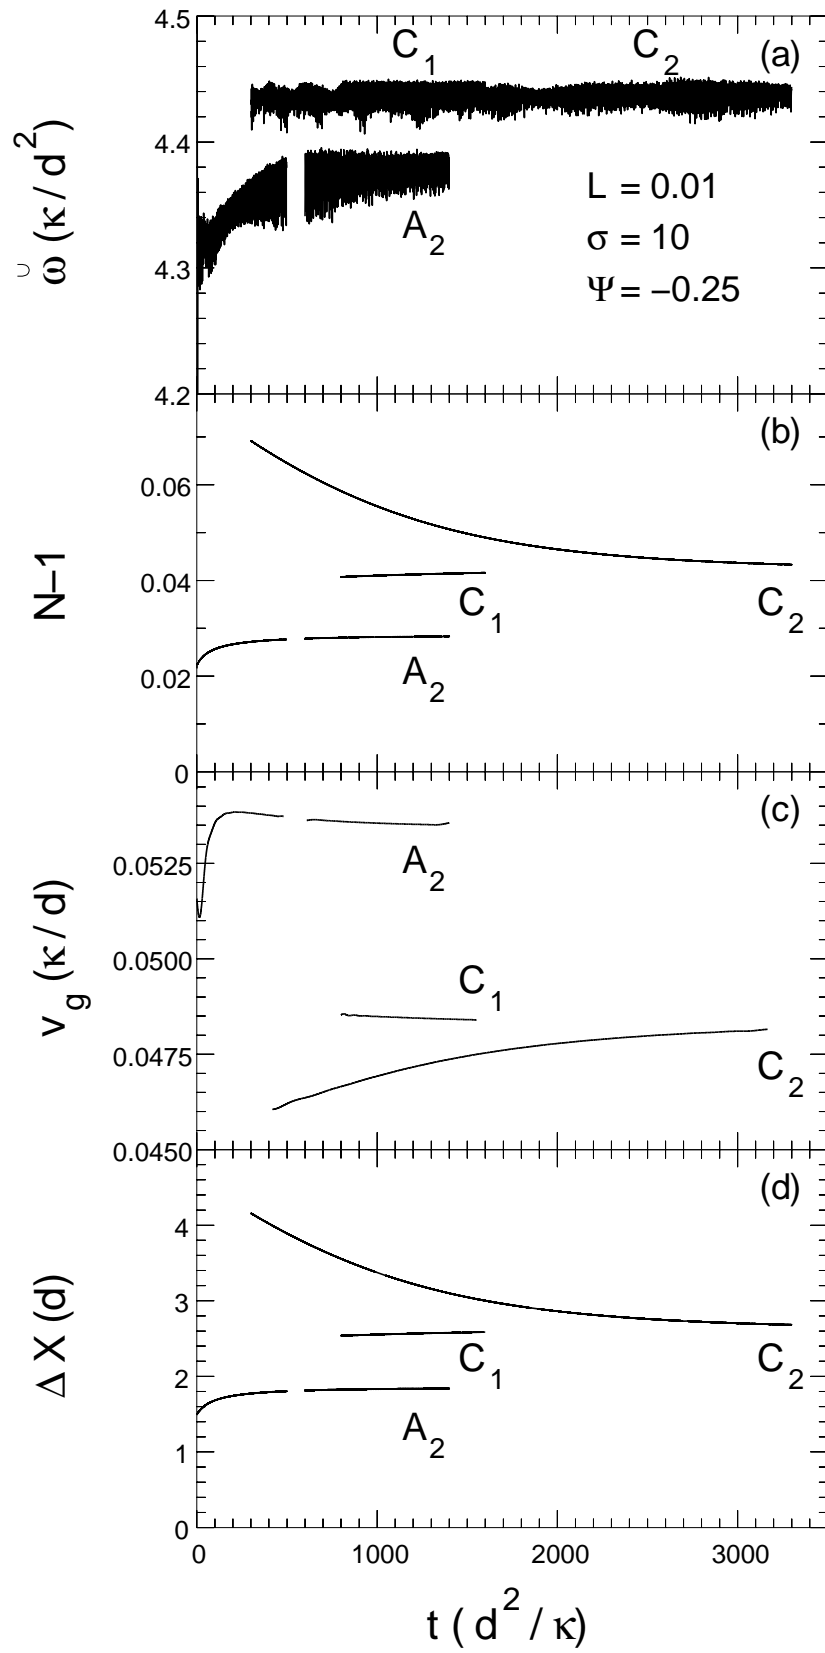 4.5
C₁ C₂ (a)
4.4
ω̆ (κ / d²)
L = 0.01
A₂
σ = 10
4.3
Ψ = −0.25
4.2
(b)
0.06
N−1
0.04
C₁ C₂
A₂
0.02
0
(c)
0.0525
A₂
v_g (κ / d)
0.0500
C₁
0.0475
C₂
0.0450
(d)
4
Δ X (d)
3
C₁ C₂
2
A₂
1
0
0 1000 2000 3000
t ( d² / κ)